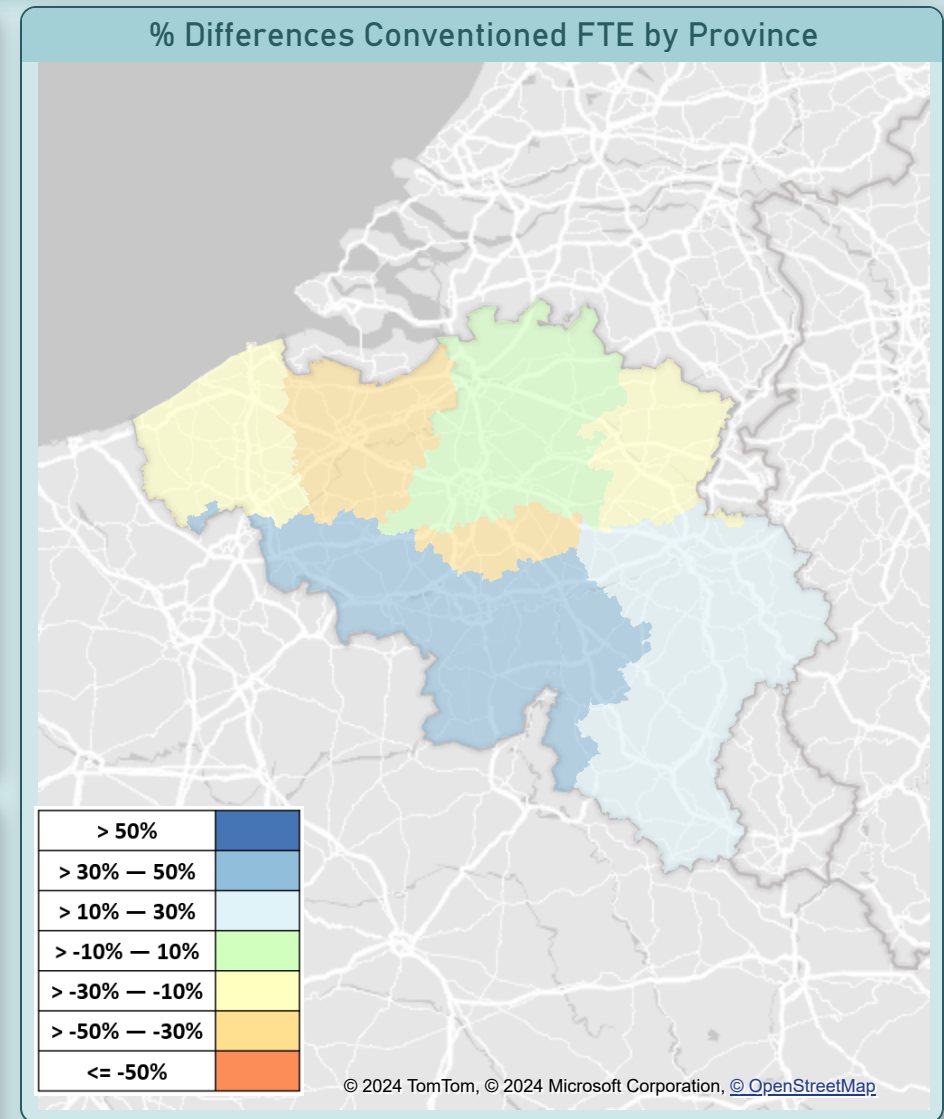 % Differences Conventioned FTE by Province
> 50%
> 30% — 50%
> 10% — 30%
> -10% — 10%
> -30% — -10%
> -50% — -30%
<= -50%
© 2024 TomTom, © 2024 Microsoft Corporation, © OpenStreetMap